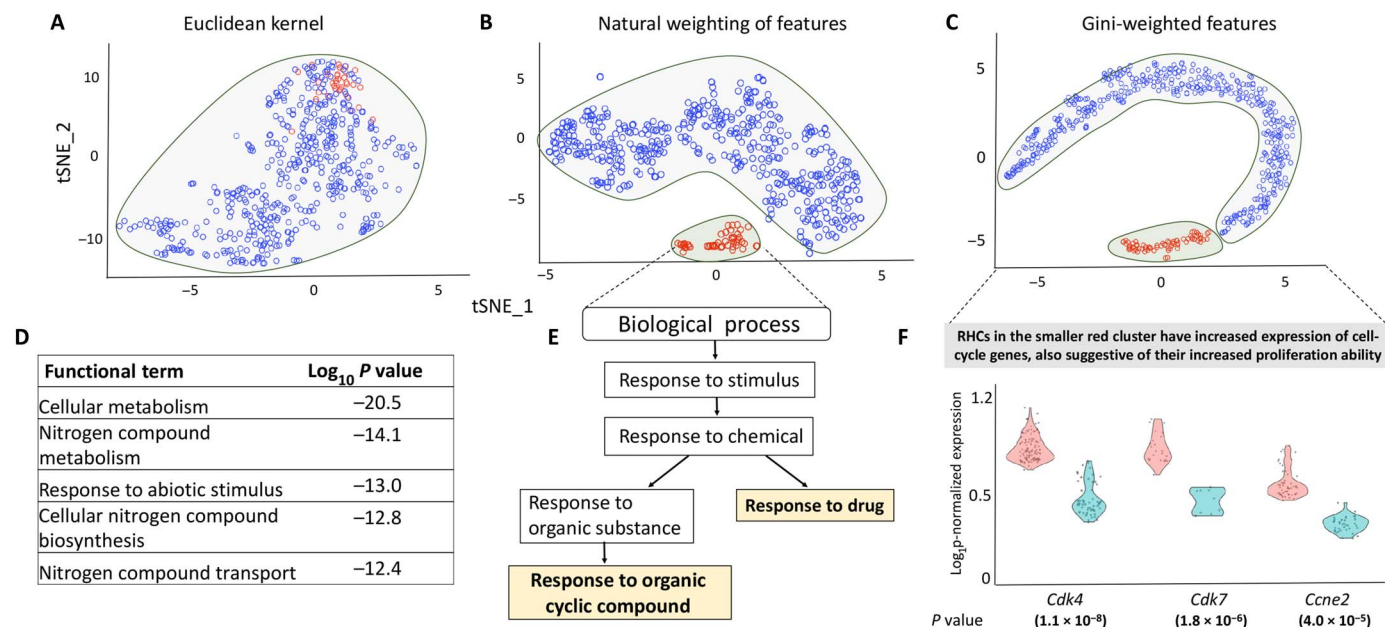 A
Euclidean kernel
B
Natural weighting of features
C
Gini-weighted features
tSNE_2
10
0
–10
–5
0
5
5
0
–5
–5
0
5
5
0
–5
–5
0
5
tSNE_1
D
Functional term Log10 P value
Cellular metabolism –20.5
Nitrogen compound –14.1
metabolism
Response to abiotic stimulus –13.0
Cellular nitrogen compound –12.8
biosynthesis
Nitrogen compound transport –12.4
E
Biological process
Response to stimulus
Response to chemical
Response to
organic substance
Response to drug
Response to organic
cyclic compound
F
RHCs in the smaller red cluster have increased expression of cell-
cycle genes, also suggestive of their increased proliferation ability
Log1p-normalized expression
1.2
0.5
0
Cdk4 Cdk7 Ccne2
P value (1.1 × 10⁻⁸) (1.8 × 10⁻⁶) (4.0 × 10⁻⁵)